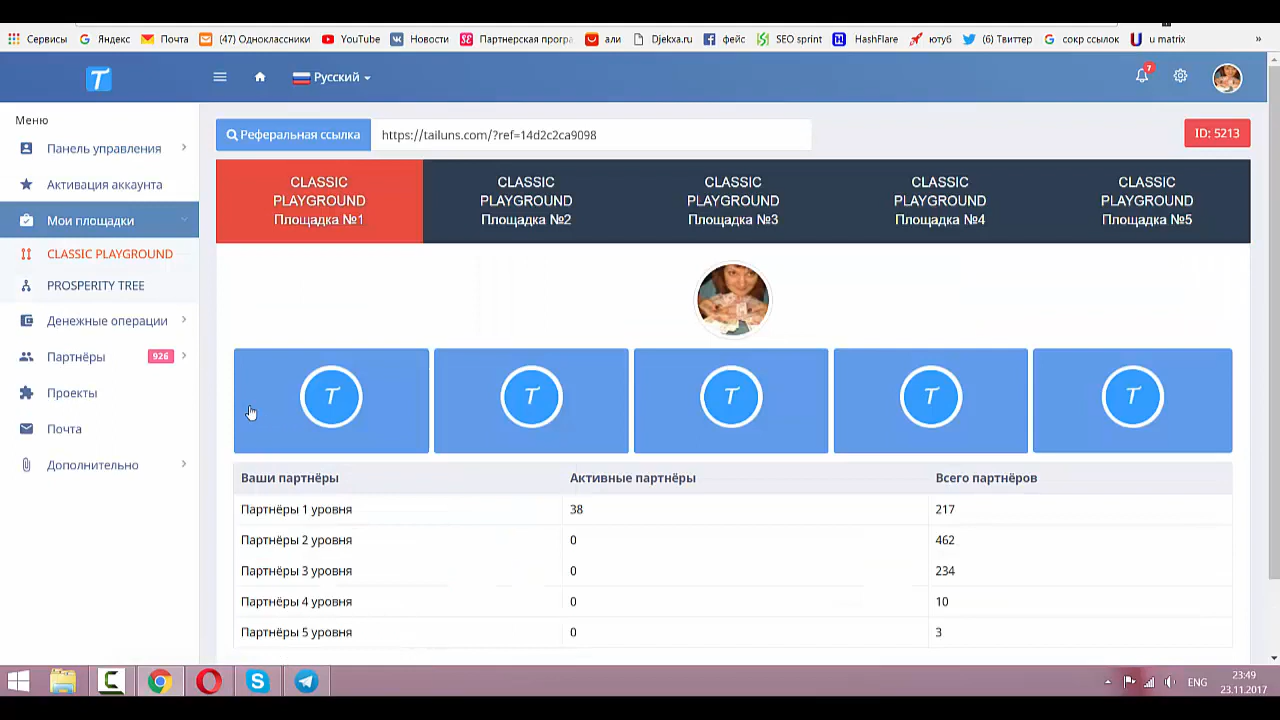 Сервисы Яндекс Почта (47) Одноклассники YouTube Новости Партнерская програ али Djekxa.ru фейс SEO sprint HashFlare ютуб (6) Твиттер сокр ссылок u matrix »
T Русский 7
Меню
Панель управления
Активация аккаунта
Мои площадки
CLASSIC PLAYGROUND
PROSPERITY TREE
Денежные операции
Партнёры 926
Проекты
Почта
Дополнительно
Реферальная ссылка https://tailuns.com/?ref=14d2c2ca9098 ID: 5213
CLASSIC PLAYGROUND Площадка №1
CLASSIC PLAYGROUND Площадка №2
CLASSIC PLAYGROUND Площадка №3
CLASSIC PLAYGROUND Площадка №4
CLASSIC PLAYGROUND Площадка №5
T T T T T
Ваши партнёры Активные партнёры Всего партнёров
Партнёры 1 уровня 38 217
Партнёры 2 уровня 0 462
Партнёры 3 уровня 0 234
Партнёры 4 уровня 0 10
Партнёры 5 уровня 0 3
ENG 23:49
23.11.2017